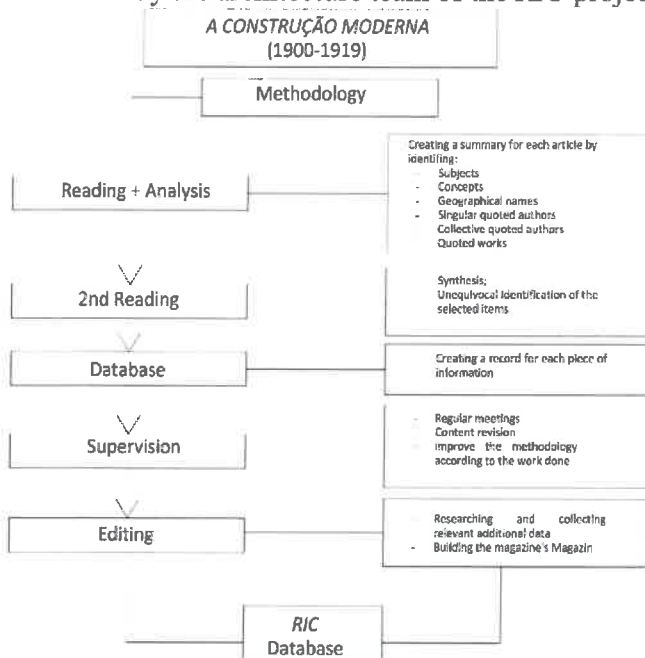 A CONSTRUÇÃO MODERNA
(1900-1919)
Methodology
Reading + Analysis
Creating a summary for each article by
identifing:
Subjects
Concepts
- Geographical names
- Singular quoted authors
Collective quoted authors
Quoted works
2nd Reading
Synthesis;
Unequivocal identification of the
selected items
Database
Creating a record for each piece of
information
Supervision
- Regular meetings
- Content revision
- improve the methodology
according to the work done
Editing
Researching and collecting
relevant additional data
- Building the magazine's Magazin
RIC
Database